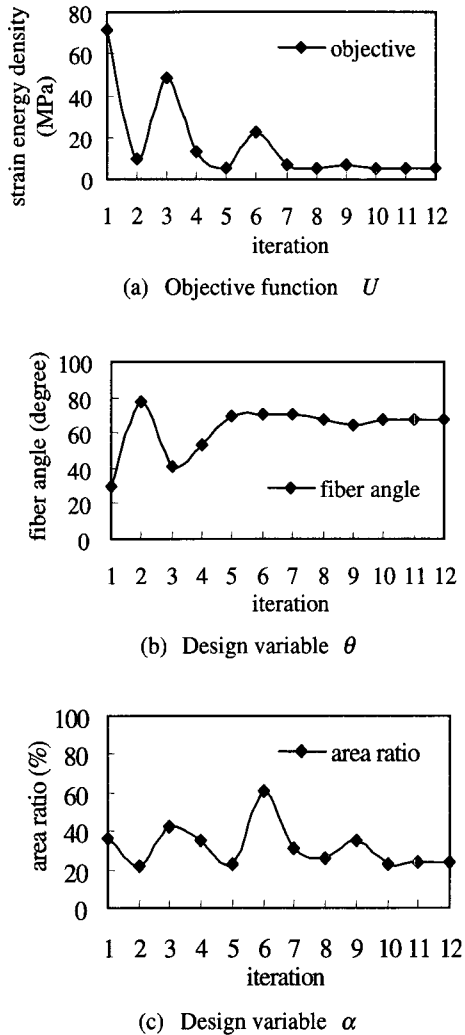 80
60
40
20
0
strain energy density
(MPa)
objective
1 2 3 4 5 6 7 8 9 10 11 12
iteration
(a) Objective function U
100
80
60
40
20
0
fiber angle (degree)
fiber angle
1 2 3 4 5 6 7 8 9 10 11 12
iteration
(b) Design variable θ
100
80
60
40
20
0
area ratio (%)
area ratio
1 2 3 4 5 6 7 8 9 10 11 12
iteration
(c) Design variable α